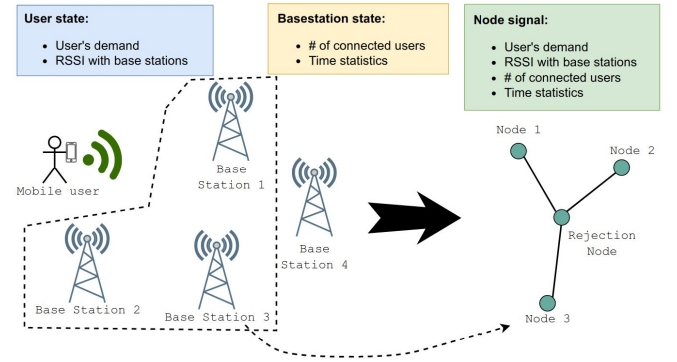 User state:
• User's demand
• RSSI with base stations
Basestation state:
• # of connected users
• Time statistics
Node signal:
• User's demand
• RSSI with base stations
• # of connected users
• Time statistics
Mobile user
Base
Station 1
Base
Station 4
Base Station 2
Base Station 3
Node 1
Node 2
Rejection
Node
Node 3